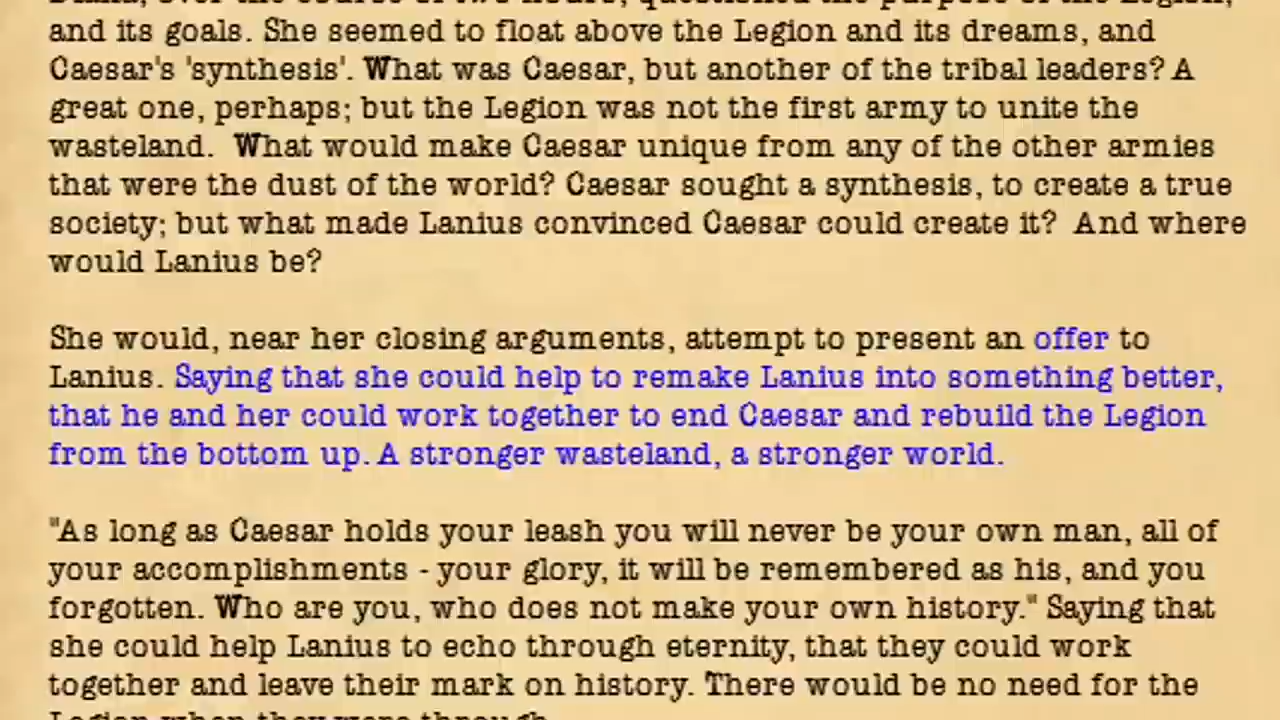 and its goals. She seemed to float above the Legion and its dreams, and
Caesar's 'synthesis'. What was Caesar, but another of the tribal leaders? A
great one, perhaps; but the Legion was not the first army to unite the
wasteland.  What would make Caesar unique from any of the other armies
that were the dust of the world? Caesar sought a synthesis, to create a true
society; but what made Lanius convinced Caesar could create it?  And where
would Lanius be?
She would, near her closing arguments, attempt to present an offer to
Lanius. Saying that she could help to remake Lanius into something better,
that he and her could work together to end Caesar and rebuild the Legion
from the bottom up. A stronger wasteland, a stronger world.
"As long as Caesar holds your leash you will never be your own man, all of
your accomplishments - your glory, it will be remembered as his, and you
forgotten. Who are you, who does not make your own history." Saying that
she could help Lanius to echo through eternity, that they could work
together and leave their mark on history. There would be no need for the
Legion when they were through.